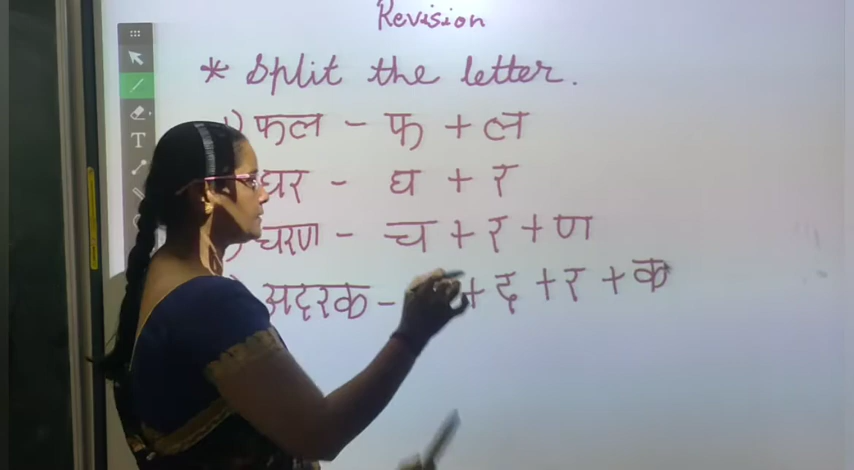 Revision
* Split the letter.
फल - फ + ल
घर - घ + र
चरण - च + र + ण
अदरक - + द + र + क
T